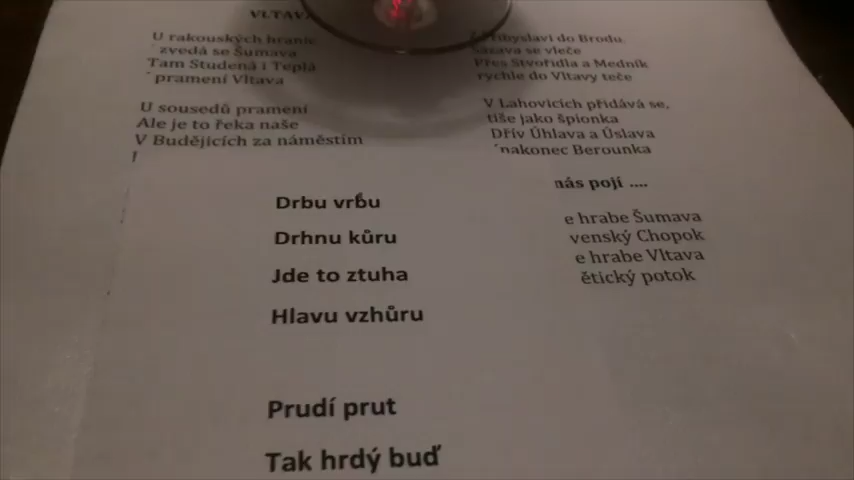 VLTAVA
U rakouských hranic
´zvedá se Šumava
Tam Studená i Teplá
´pramení Vltava
U sousedů pramení
Ale je to řeka naše
V Budějicích za náměstím
Přibyslavi do Brodu
Sázava se vleče
Přes Stvořidla a Medník
rychle do Vltavy teče
V Lahovicích přidává se,
tiše jako špionka
Dřív Úhlava a Úslava
´nakonec Berounka
nás pojí ....
e hrabe Šumava
venský Chopok
e hrabe Vltava
ětický potok
Drbu vrbu
Drhnu kůru
Jde to ztuha
Hlavu vzhůru
Prudí prut
Tak hrdý buď